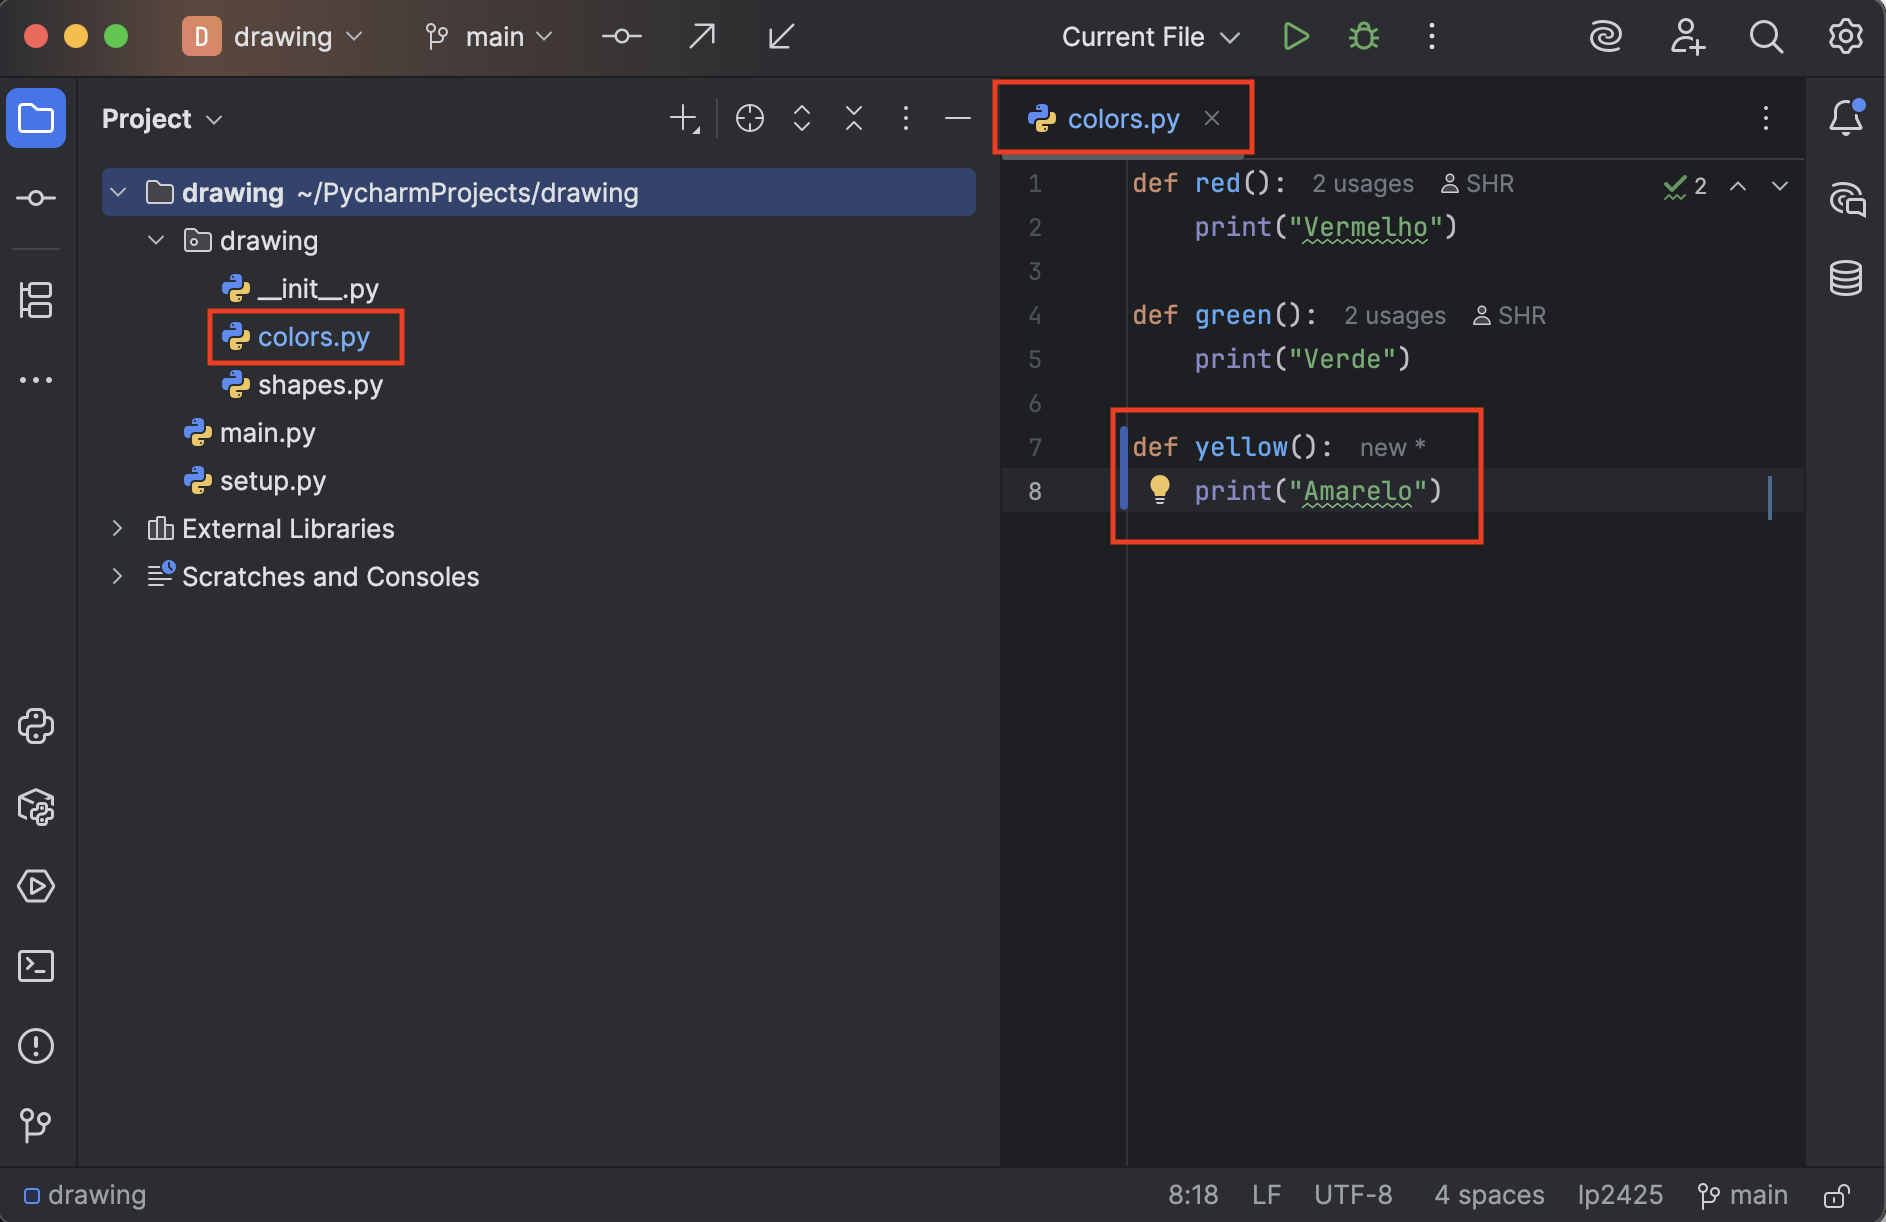 D drawing main Current File
Project
colors.py
drawing ~/PycharmProjects/drawing
drawing
__init__.py
colors.py
shapes.py
main.py
setup.py
External Libraries
Scratches and Consoles
1 def red(): 2 usages SHR
2 print("Vermelho")
3
4 def green(): 2 usages SHR
5 print("Verde")
6
7 def yellow(): new *
8 print("Amarelo")
2
drawing 8:18 LF UTF-8 4 spaces lp2425 main